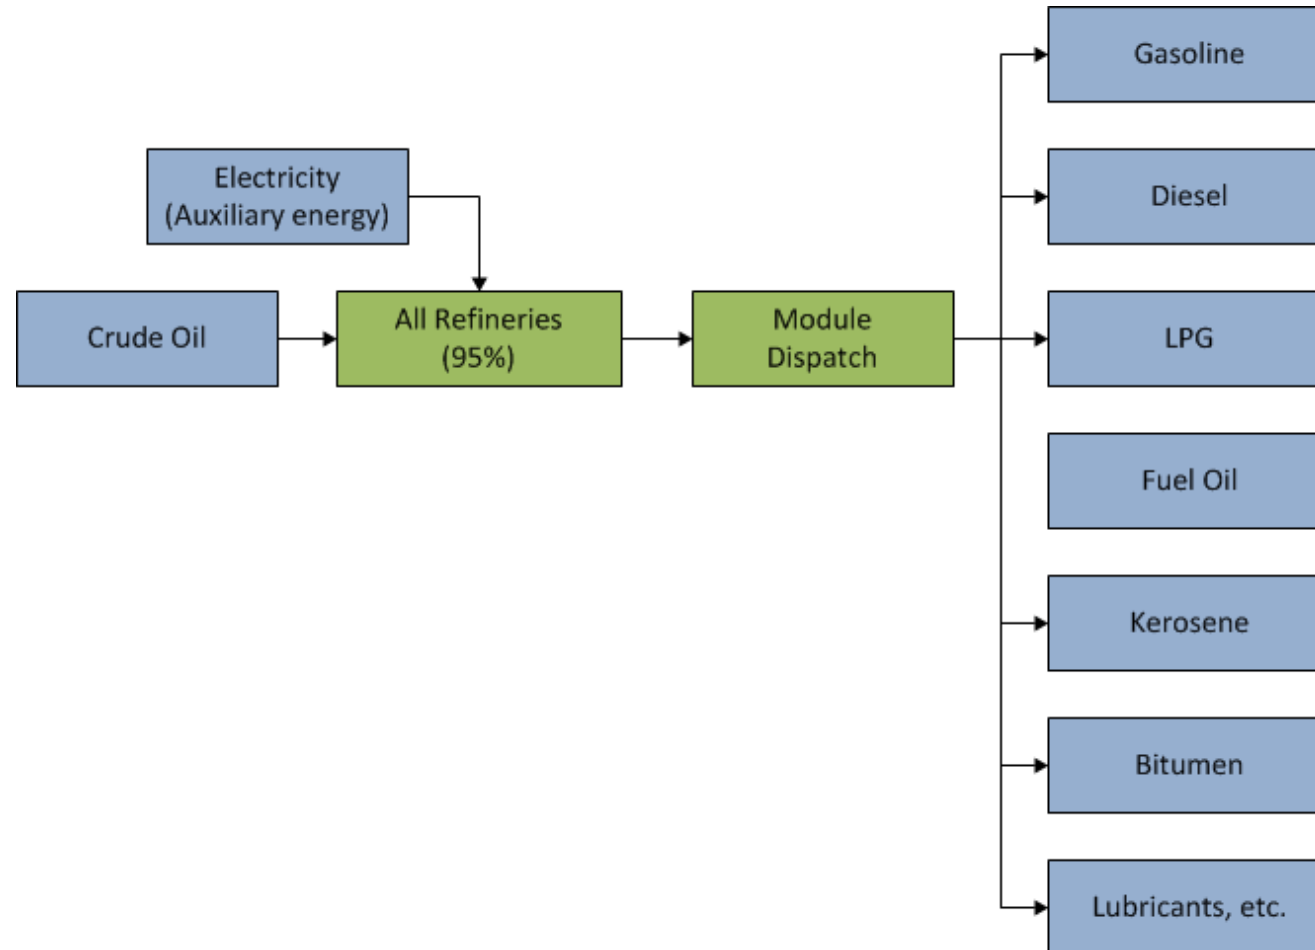 Gasoline
Electricity
(Auxiliary energy)
Diesel
Crude Oil
All Refineries
(95%)
Module
Dispatch
LPG
Fuel Oil
Kerosene
Bitumen
Lubricants, etc.